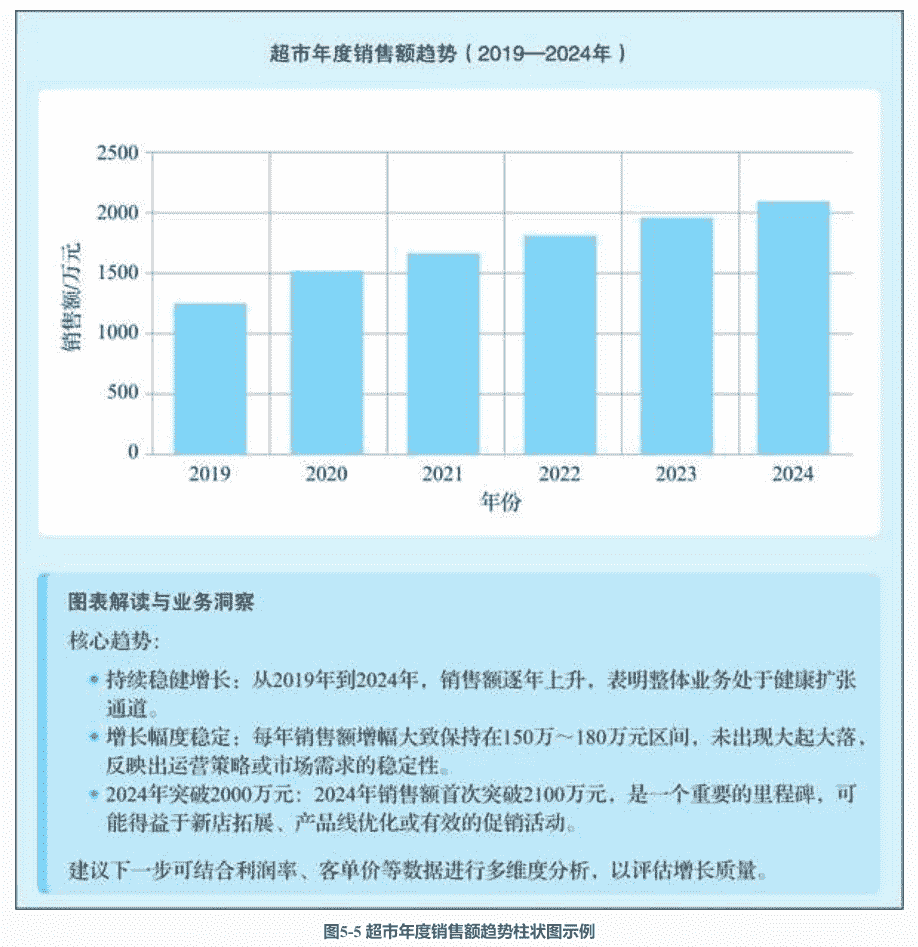 超市年度销售额趋势（2019—2024年）
2500
2000
1500
1000
500
0
销售额/万元
2019 2020 2021 2022 2023 2024
年份
图表解读与业务洞察
核心趋势：
• 持续稳健增长：从2019年到2024年，销售额逐年上升，表明整体业务处于健康扩张
通道。
• 增长幅度稳定：每年销售额增幅大致保持在150万～180万元区间，未出现大起大落，
反映出运营策略或市场需求的稳定性。
• 2024年突破2000万元：2024年销售额首次突破2100万元，是一个重要的里程碑，可
能得益于新店拓展、产品线优化或有效的促销活动。
建议下一步可结合利润率、客单价等数据进行多维度分析，以评估增长质量。
图5-5 超市年度销售额趋势柱状图示例